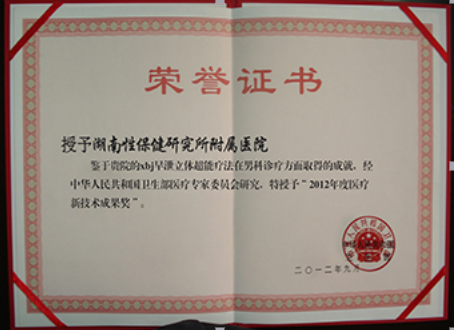 荣誉证书
授予湖南性保健研究所附属医院
鉴于贵院的xbj早泄立体超能疗法在男科诊疗方面取得的成就，经
中华人民共和国卫生部医疗专家委员会研究，特授予“2012年度医疗
新技术成果奖”。
二〇一二年九月